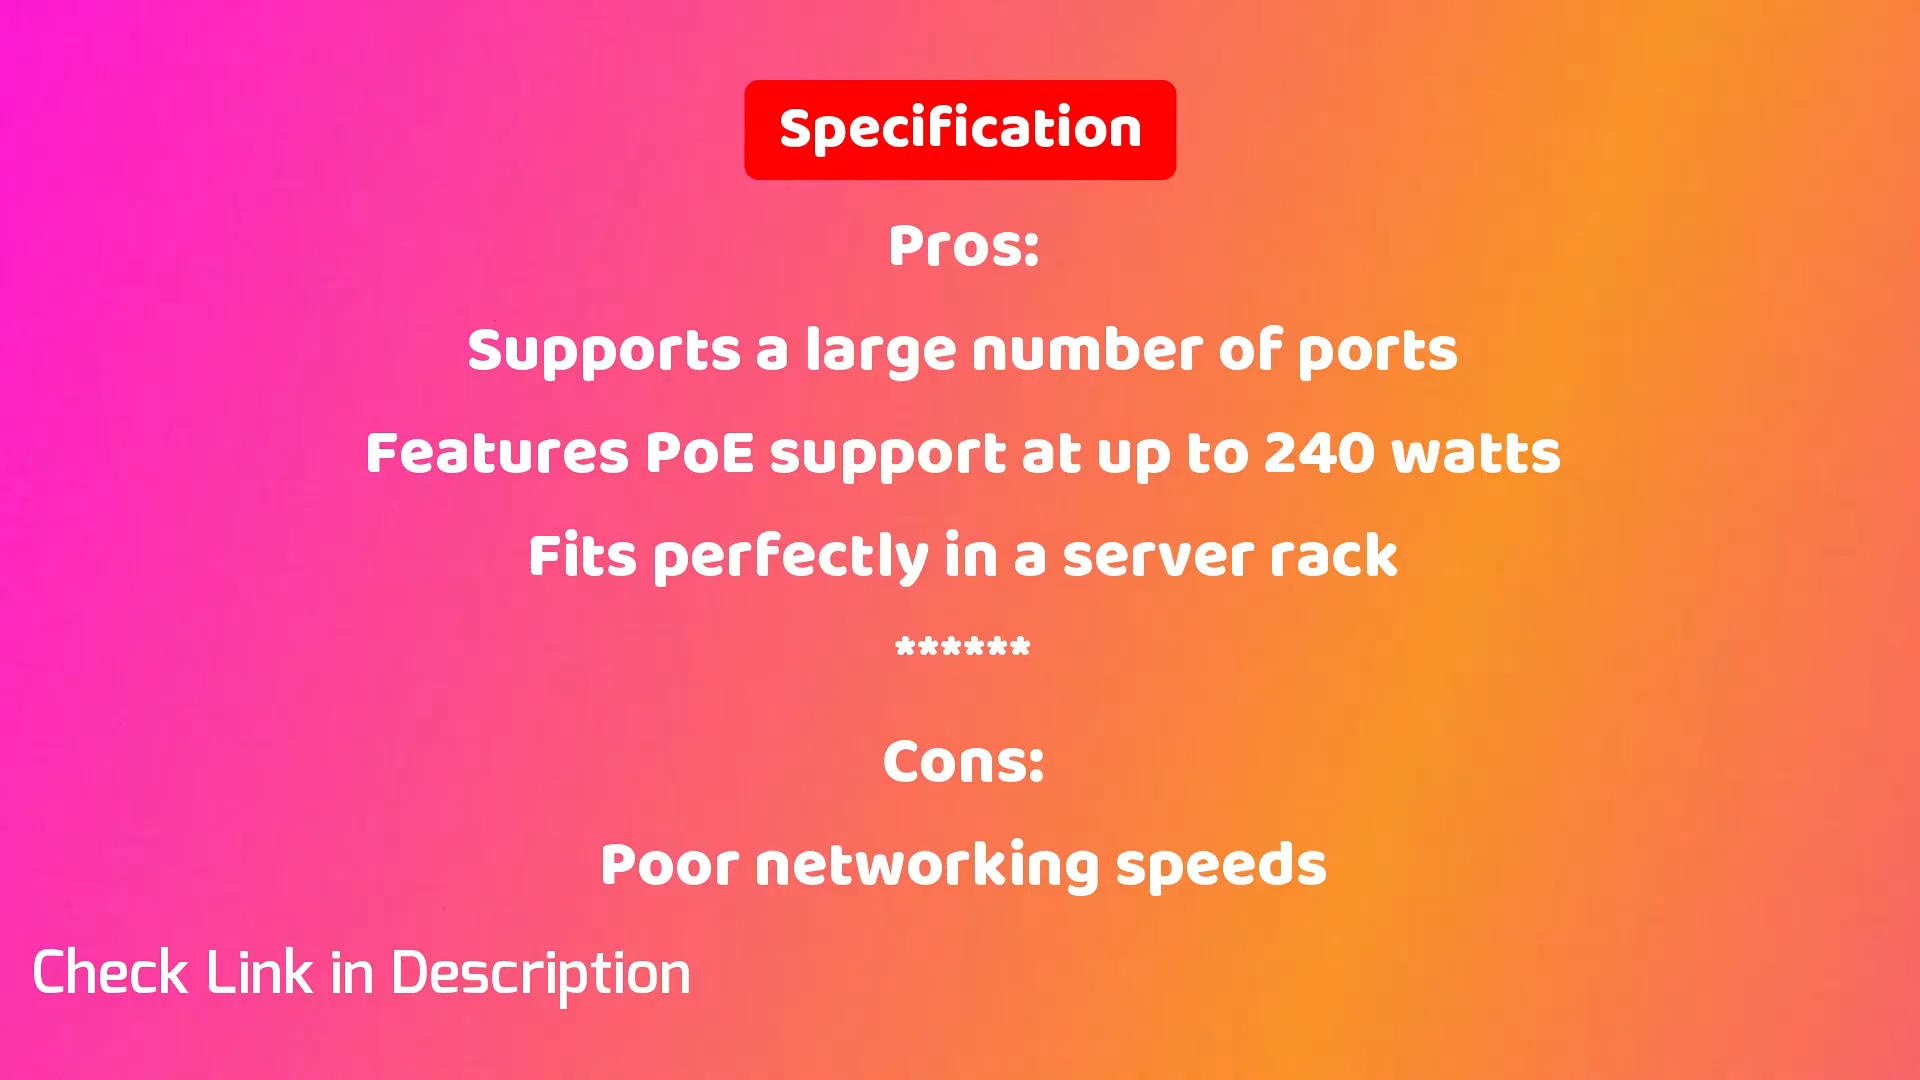 Specification
Pros:
Supports a large number of ports
Features PoE support at up to 240 watts
Fits perfectly in a server rack
******
Cons:
Poor networking speeds
Check Link in Description